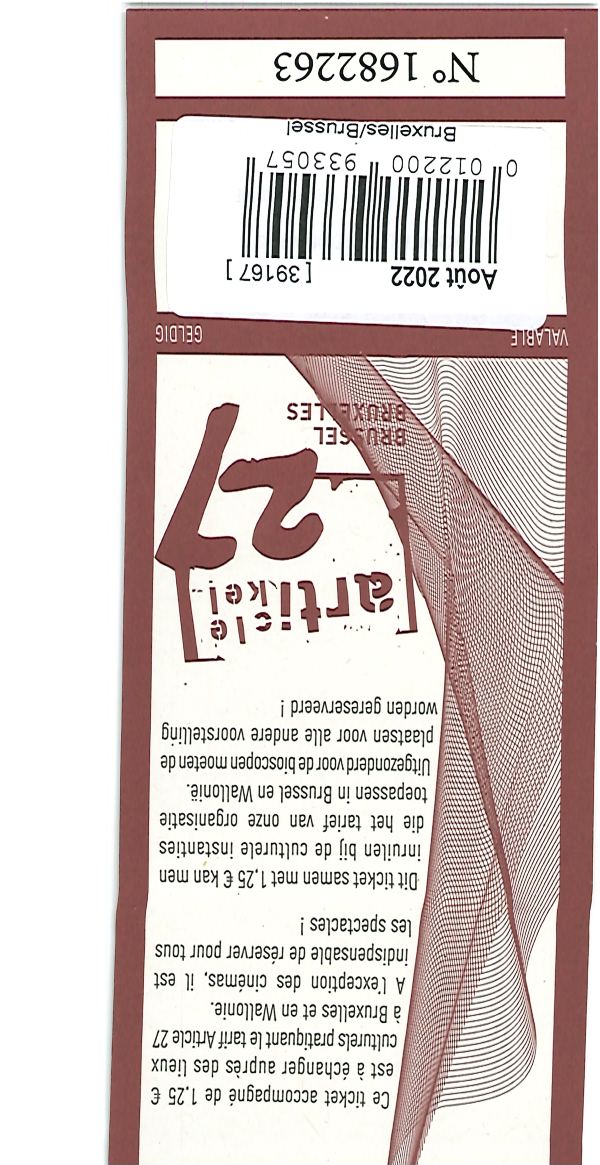 Ce ticket accompagné de 1,25 €
est à échanger auprès des lieux
culturels pratiquant le tarif Article 27
à Bruxelles et en Wallonie.
A l'exception des cinémas, il est
indispensable de réserver pour tous
les spectacles !
Dit ticket samen met 1,25 € kan men
inruilen bij de culturele instanties
die het tarief van onze organisatie
toepassen in Brussel en Wallonië.
Uitgezonderd voor de bioscopen moeten de
plaatsen voor alle andere voorstelling
worden gereserveerd !
[article
ikel
27
BRUSSEL
BRUXELLES
VALABLE GELDIG
Août 2022 [39167]
0 012200 933057
Bruxelles/Brussel
N° 1682263